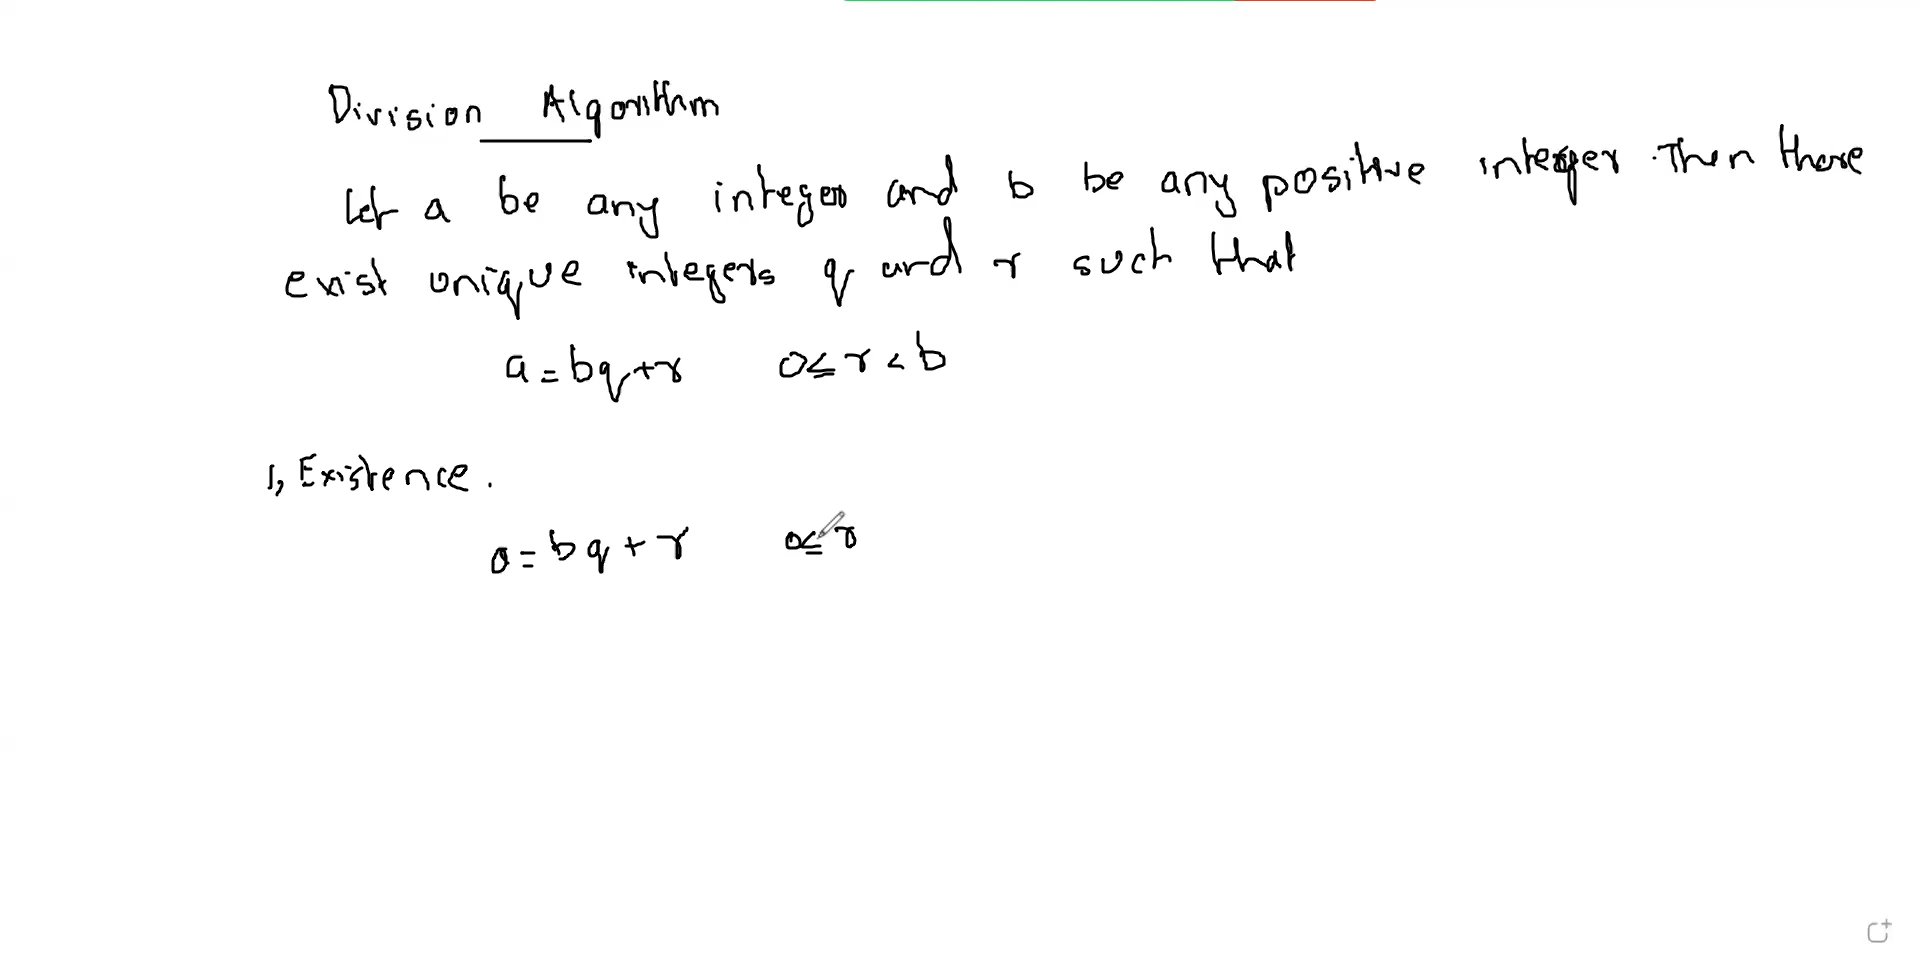 Division Algorithm
Let a be any integer and b be any positive integer. Then there
exist unique integers q and r such that
a = bq + r 0 ≤ r < b
1, Existence.
a = bq + r 0 ≤ r